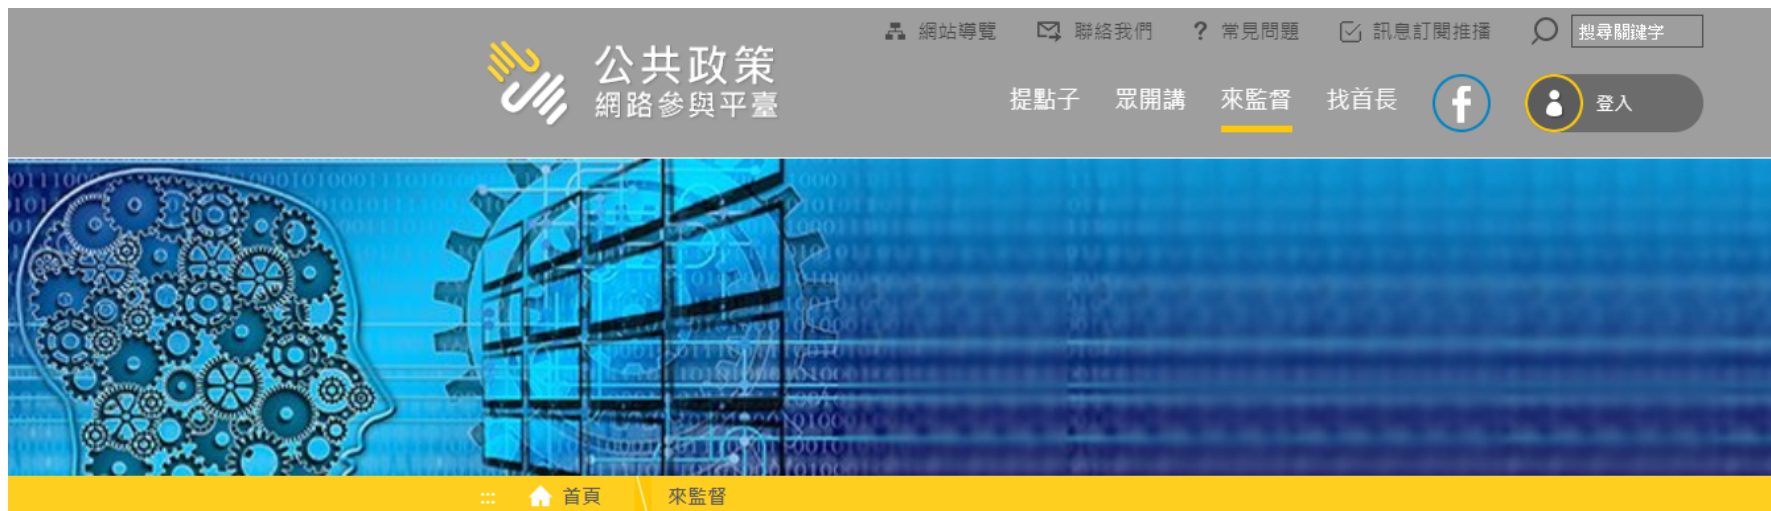 網站導覽 聯絡我們 ? 常見問題 訊息訂閱推播 搜尋關鍵字
公共政策
網路參與平臺
提點子 眾開講 來監督 找首長 f 登入
::: 首頁 \ 來監督